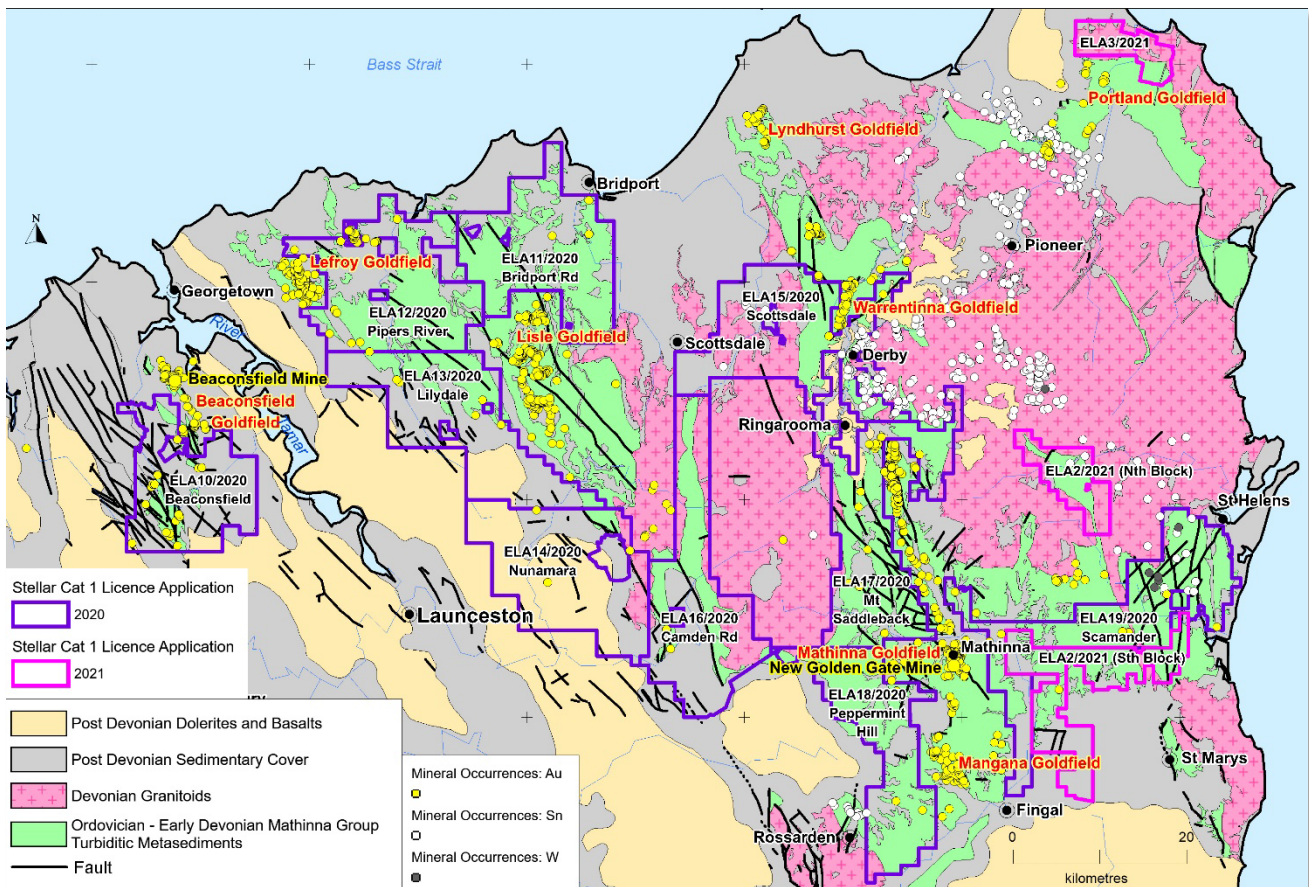 ELA3/2021
Bass Strait
Portland Goldfield
Lyndhurst Goldfield
Bridport
N
Pioneer
Lefroy Goldfield
ELA11/2020
Bridport Rd
Georgetown
ELA15/2020
Scottsdale
Warrentinna Goldfield
ELA12/2020
Pipers River
River
Lisle Goldfield
Scottsdale
Derby
Beaconsfield Mine
Beaconsfield
Goldfield
ELA13/2020
Lilydale
Tamar
Ringarooma
ELA10/2020
Beaconsfield
ELA2/2021 (Nth Block)
St Helens
ELA14/2020
Nunamara
Stellar Cat 1 Licence Application
2020
Stellar Cat 1 Licence Application
2021
Launceston
ELA17/2020
Mt
Saddleback
ELA16/2020
Camden Rd
ELA19/2020
Scamander
Mathinna Goldfield
Mathinna
New Golden Gate Mine
ELA2/2021 (Sth Block)
ELA18/2020
Peppermint
Hill
Mangana Goldfield
St Marys
Fingal
Rossarden
Post Devonian Dolerites and Basalts
Post Devonian Sedimentary Cover
Devonian Granitoids
Ordovician - Early Devonian Mathinna Group
Turbiditic Metasediments
Fault
Mineral Occurrences: Au
Mineral Occurrences: Sn
Mineral Occurrences: W
0 20
kilometres